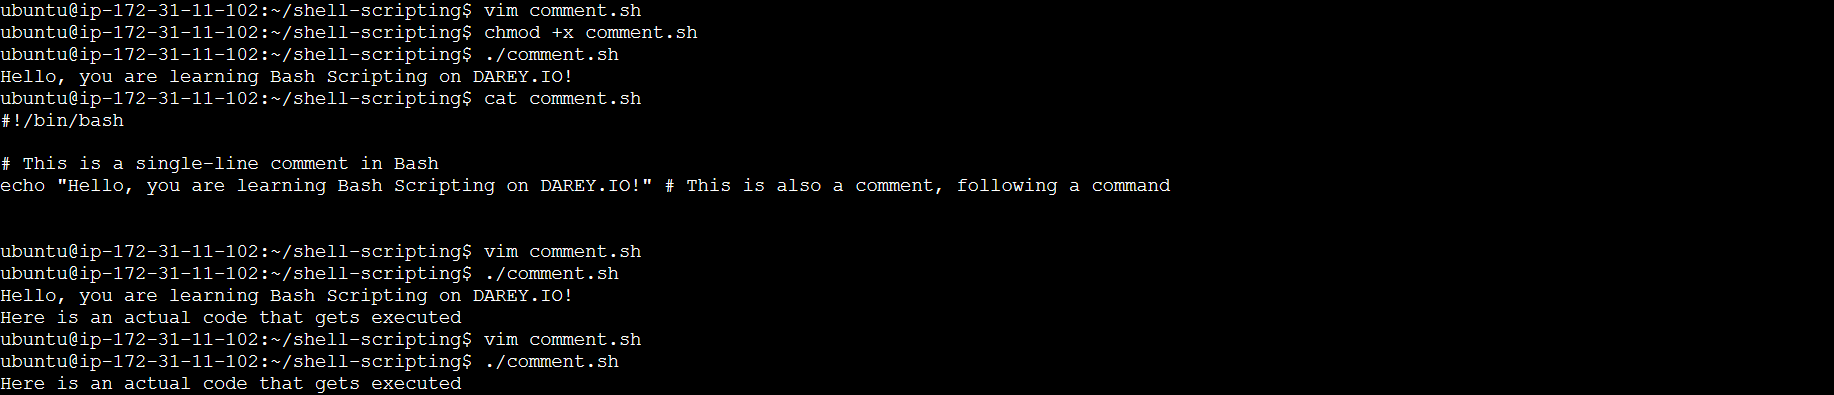 ubuntu@ip-172-31-11-102:~/shell-scripting$ vim comment.sh
ubuntu@ip-172-31-11-102:~/shell-scripting$ chmod +x comment.sh
ubuntu@ip-172-31-11-102:~/shell-scripting$ ./comment.sh
Hello, you are learning Bash Scripting on DAREY.IO!
ubuntu@ip-172-31-11-102:~/shell-scripting$ cat comment.sh
#!/bin/bash
# This is a single-line comment in Bash
echo "Hello, you are learning Bash Scripting on DAREY.IO!" # This is also a comment, following a command
ubuntu@ip-172-31-11-102:~/shell-scripting$ vim comment.sh
ubuntu@ip-172-31-11-102:~/shell-scripting$ ./comment.sh
Hello, you are learning Bash Scripting on DAREY.IO!
Here is an actual code that gets executed
ubuntu@ip-172-31-11-102:~/shell-scripting$ vim comment.sh
ubuntu@ip-172-31-11-102:~/shell-scripting$ ./comment.sh
Here is an actual code that gets executed